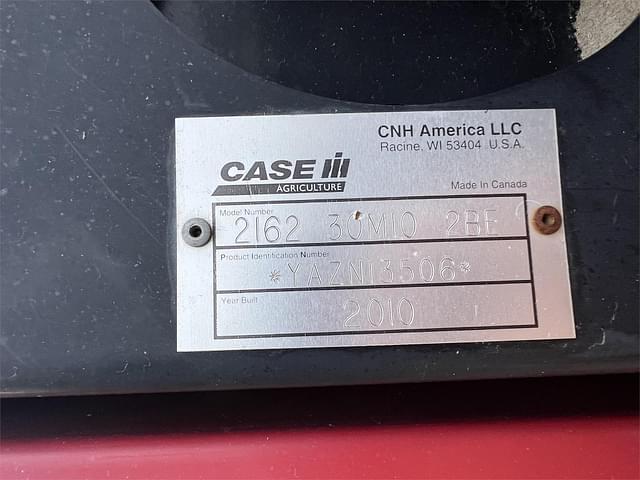 CNH America LLC
Racine, WI 53404 U.S.A.
CASE IH
AGRICULTURE
Made In Canada
Model Number
2162 30M10 2BE
Product Identification Number
*YAZN13506*
Year Built
2010